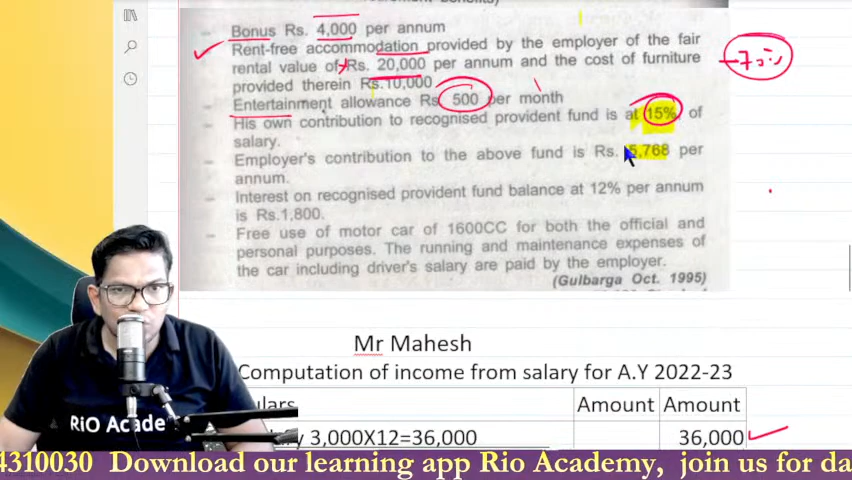 Bonus Rs. 4,000 per annum
Rent-free accommodation provided by the employer of the fair
rental value of Rs. 20,000 per annum and the cost of furniture
provided therein Rs.10,000
Entertainment allowance Rs 500 per month
His own contribution to recognised provident fund is at 15% of
salary.
Employer's contribution to the above fund is Rs. 5,768 per
annum.
Interest on recognised provident fund balance at 12% per annum
is Rs.1,800.
Free use of motor car of 1600CC for both the official and
personal purposes. The running and maintenance expenses of
the car including driver's salary are paid by the employer.
(Gulbarga Oct. 1995)
Mr Mahesh
Computation of income from salary for A.Y 2022-23
Amount Amount
3,000X12=36,000 36,000
RiO Acade
4310030 Download our learning app Rio Academy, join us for da